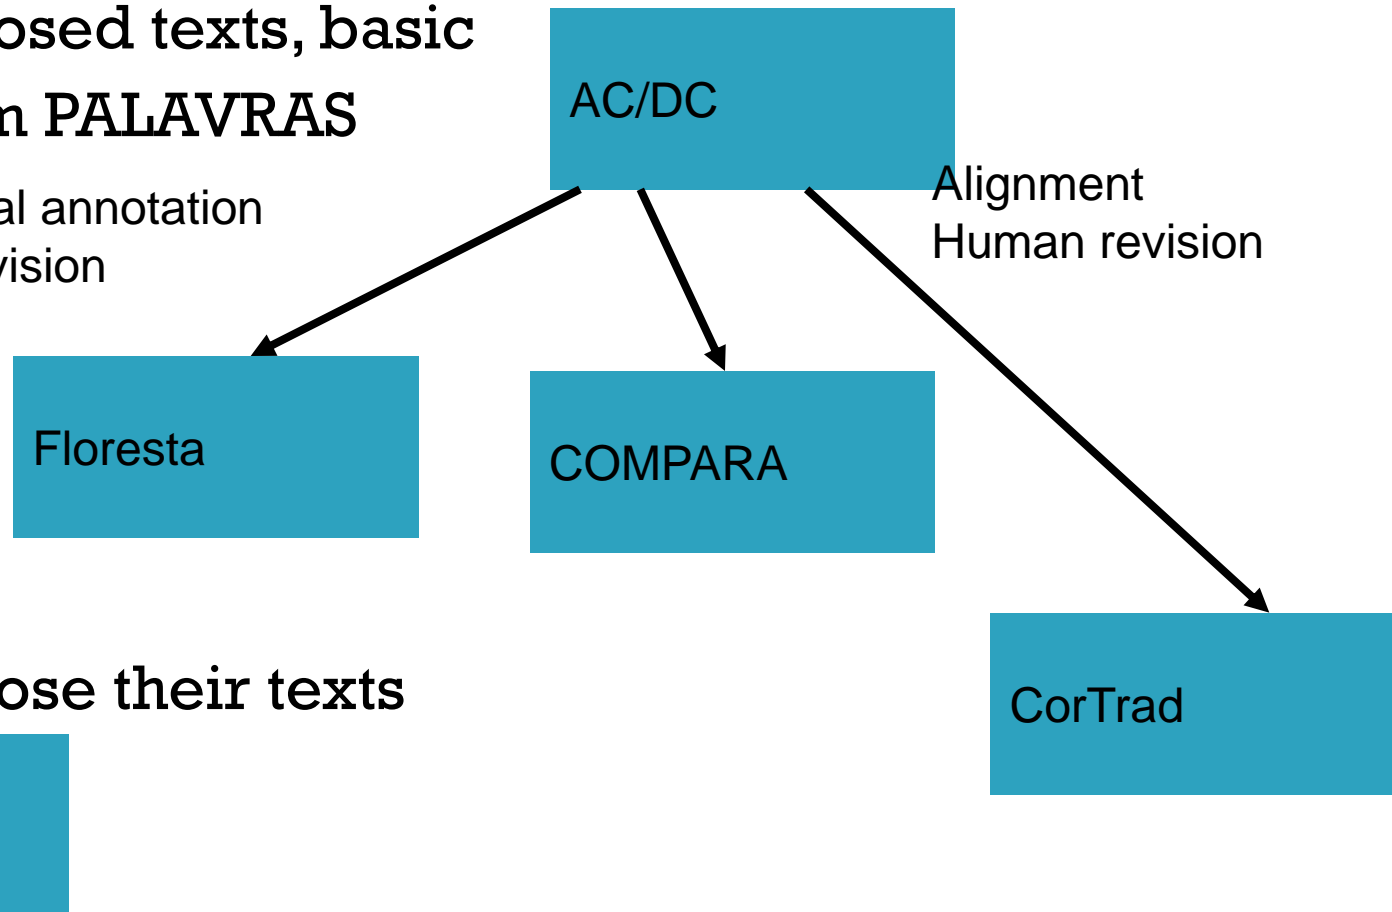 osed texts, basic
m PALAVRAS
AC/DC
al annotation
vision
Alignment
Human revision
Floresta
COMPARA
ose their texts
CorTrad